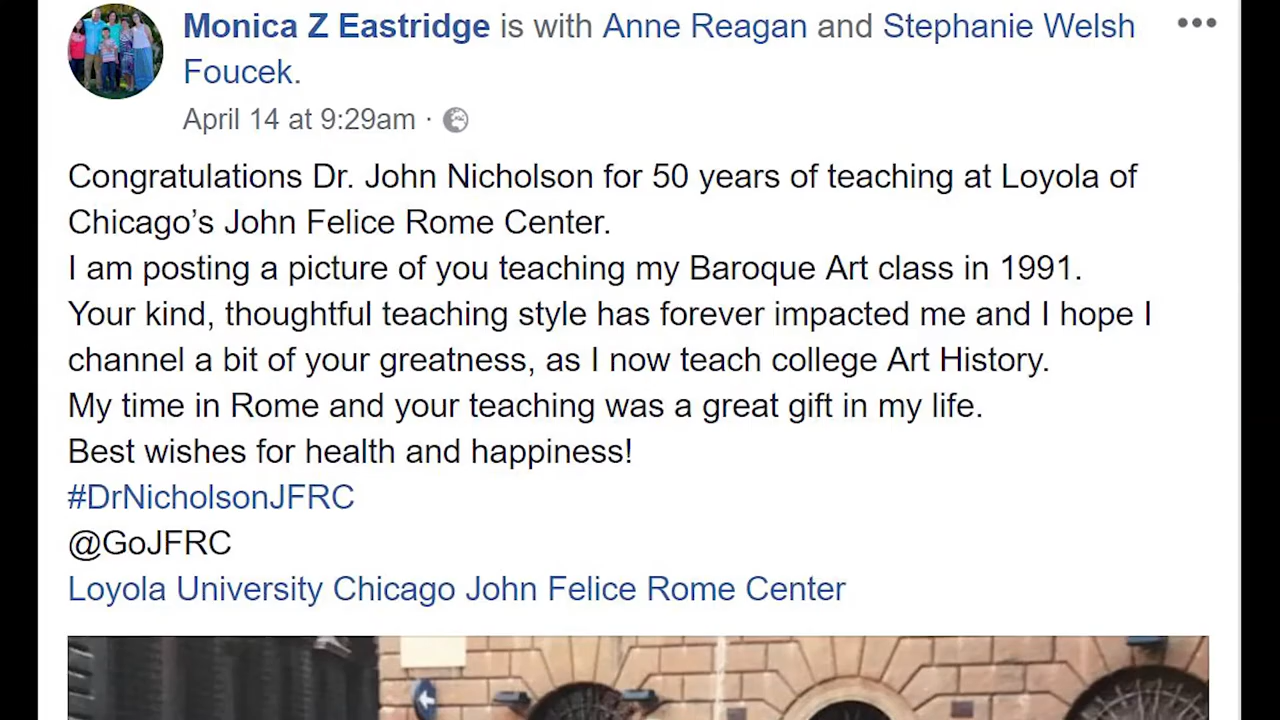 Monica Z Eastridge is with Anne Reagan and Stephanie Welsh
Foucek.
April 14 at 9:29am ·
Congratulations Dr. John Nicholson for 50 years of teaching at Loyola of
Chicago’s John Felice Rome Center.
I am posting a picture of you teaching my Baroque Art class in 1991.
Your kind, thoughtful teaching style has forever impacted me and I hope I
channel a bit of your greatness, as I now teach college Art History.
My time in Rome and your teaching was a great gift in my life.
Best wishes for health and happiness!
#DrNicholsonJFRC
@GoJFRC
Loyola University Chicago John Felice Rome Center